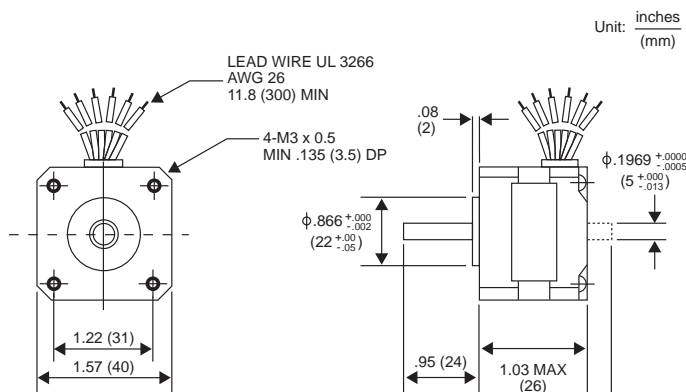 Unit: inches
(mm)
LEAD WIRE UL 3266
AWG 26
11.8 (300) MIN
4-M3 x 0.5
MIN .135 (3.5) DP
1.22 (31)
1.57 (40)
.08
(2)
ϕ.866 +.000 -.002
(22 +.00 -.05)
ϕ.1969 +.0000 -.0005
(5 +.000 -.013)
.95 (24)
1.03 MAX
(26)